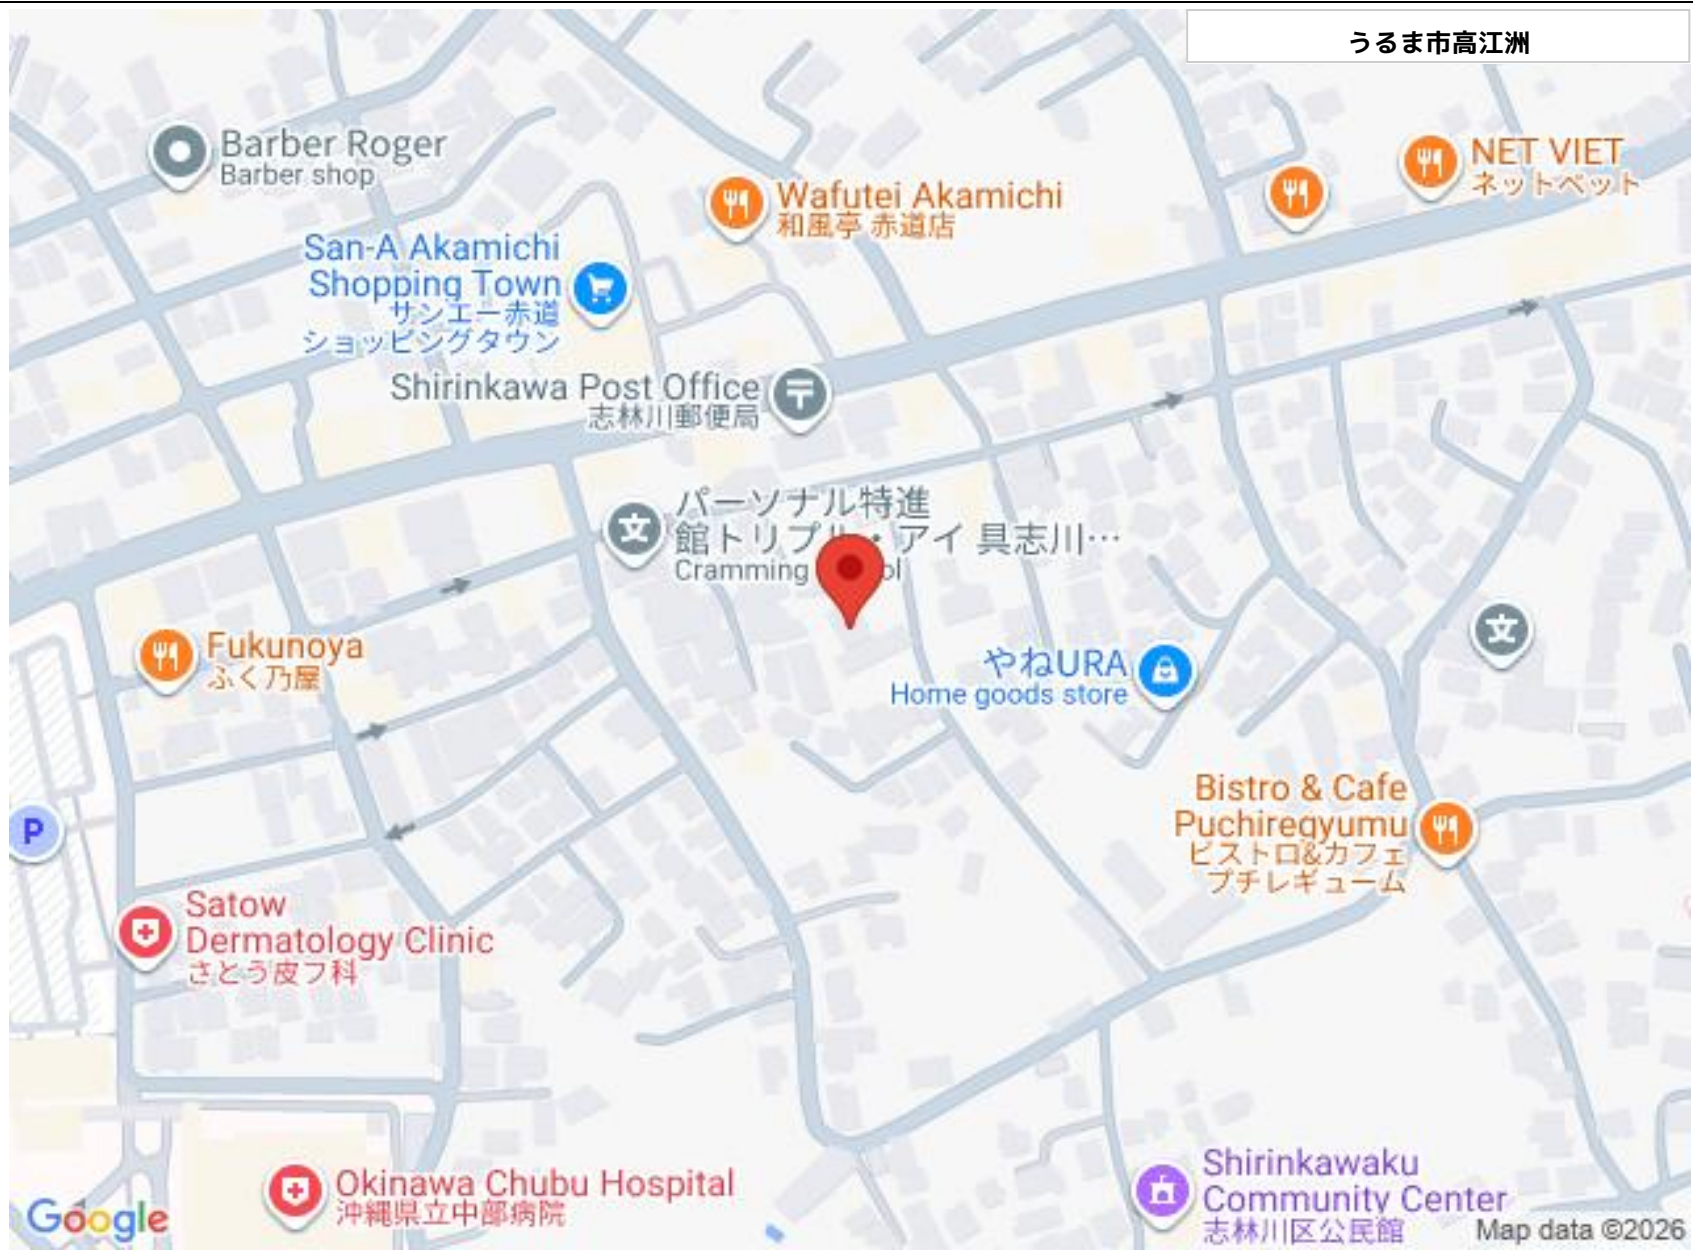 うるま市高江洲
Barber Roger
Barber shop
NET VIET
ネットベット
Wafutei Akamichi
和風亭 赤道店
San-A Akamichi
Shopping Town
サンエー赤道
ショッピングタウン
Shirinkawa Post Office
志林川郵便局
パーソナル特進
館トリプル・アイ 具志川…
Cramming
ol
Fukunoya
ふく乃屋
やねURA
Home goods store
Bistro & Cafe
Puchiregyumu
ビストロ&カフェ
プチレギューム
P
Satow
Dermatology Clinic
さとう皮フ科
Okinawa Chubu Hospital
沖縄県立中部病院
Shirinkawaku
Community Center
志林川区公民館
Google
Map data ©2026